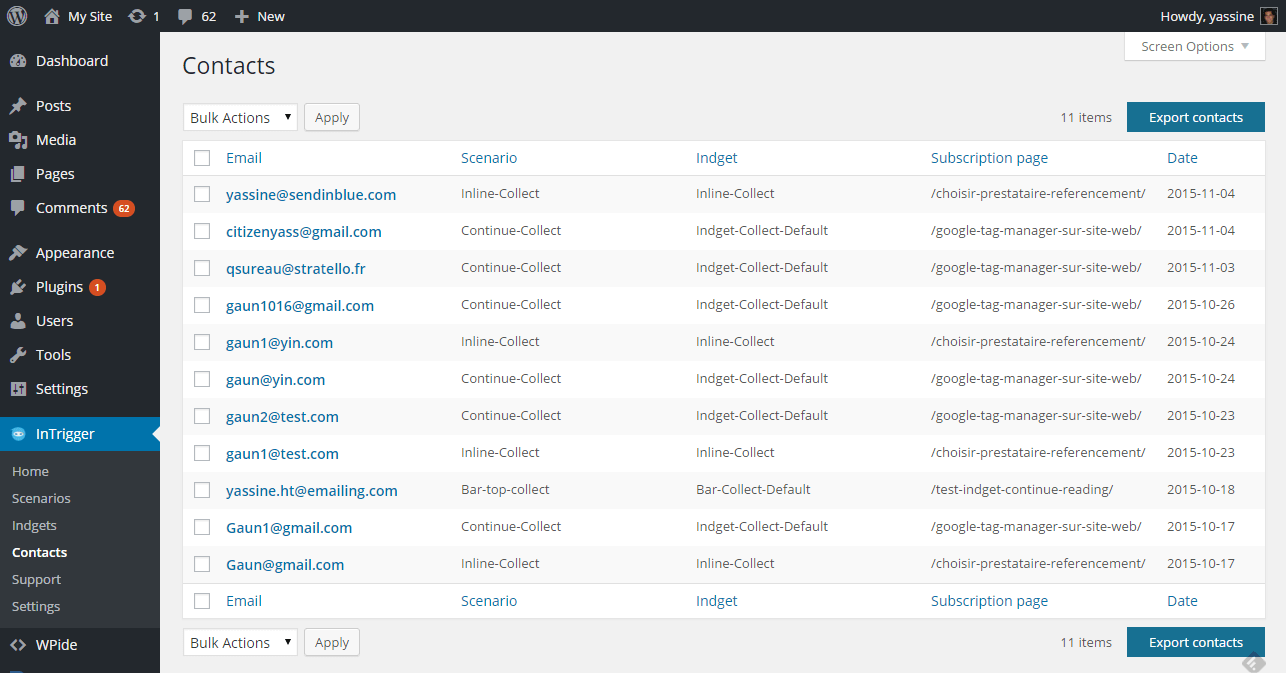 My Site 1 62 New Howdy, yassine
Screen Options
Dashboard
Posts
Media
Pages
Comments 62
Appearance
Plugins 1
Users
Tools
Settings
InTrigger
Home
Scenarios
Indgets
Contacts
Support
Settings
WPide
Contacts
Bulk Actions Apply 11 items Export contacts
Email Scenario Indget Subscription page Date
yassine@sendinblue.com Inline-Collect Inline-Collect /choisir-prestataire-referencement/ 2015-11-04
citizenyass@gmail.com Continue-Collect Indget-Collect-Default /google-tag-manager-sur-site-web/ 2015-11-04
qsureau@stratello.fr Continue-Collect Indget-Collect-Default /google-tag-manager-sur-site-web/ 2015-11-03
gaun1016@gmail.com Continue-Collect Indget-Collect-Default /google-tag-manager-sur-site-web/ 2015-10-26
gaun1@yin.com Inline-Collect Inline-Collect /choisir-prestataire-referencement/ 2015-10-24
gaun@yin.com Continue-Collect Indget-Collect-Default /google-tag-manager-sur-site-web/ 2015-10-24
gaun2@test.com Continue-Collect Indget-Collect-Default /google-tag-manager-sur-site-web/ 2015-10-23
gaun1@test.com Inline-Collect Inline-Collect /choisir-prestataire-referencement/ 2015-10-23
yassine.ht@emailing.com Bar-top-collect Bar-Collect-Default /test-indget-continue-reading/ 2015-10-18
Gaun1@gmail.com Continue-Collect Indget-Collect-Default /google-tag-manager-sur-site-web/ 2015-10-17
Gaun@gmail.com Inline-Collect Inline-Collect /choisir-prestataire-referencement/ 2015-10-17
Email Scenario Indget Subscription page Date
Bulk Actions Apply 11 items Export contacts